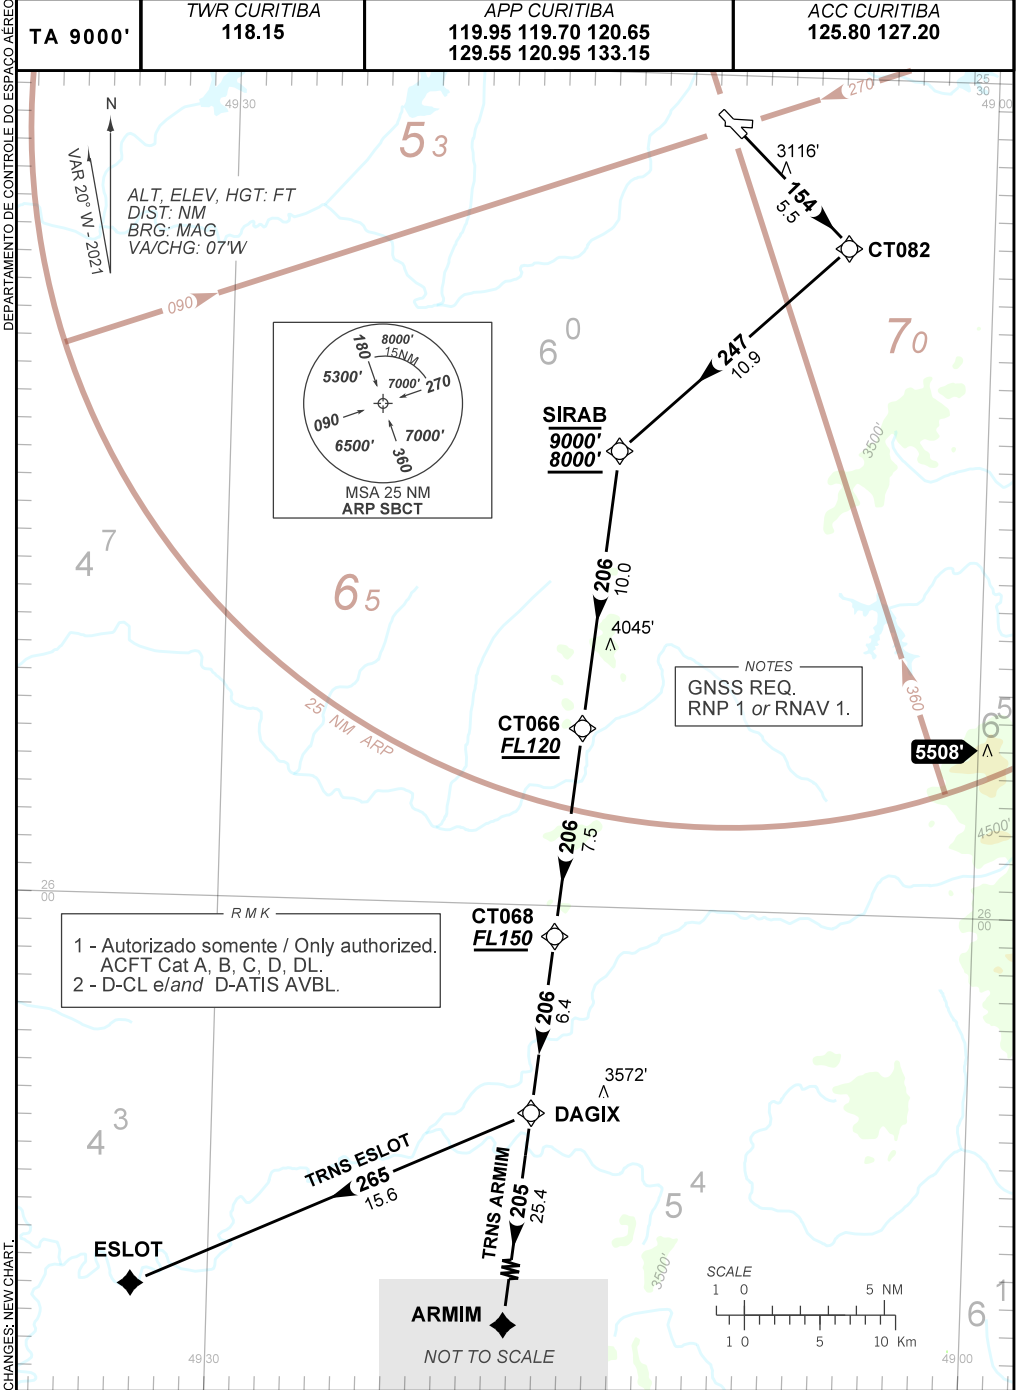 DEPARTAMENTO DE CONTROLE DO ESPAÇO AÉREO
TA 9000'
TWR CURITIBA
118.15
APP CURITIBA
119.95 119.70 120.65
129.55 120.95 133.15
ACC CURITIBA
125.80 127.20
49 30
25
30
49 00
270
N
VAR 20° W - 2021
ALT, ELEV, HGT: FT
DIST: NM
BRG: MAG
VA/CHG: 07'W
53
3116'
154
5.5
CT082
090
60
70
247
10.9
8000'
15NM
180
5300'
7000'
270
090
6500'
7000'
360
MSA 25 NM
ARP SBCT
SIRAB
9000'
8000'
3500'
47
65
206
10.0
4045'
NOTES
GNSS REQ.
RNP 1 or RNAV 1.
360
25 NM ARP
CT066
FL120
65
5508'
4500'
206
7.5
26
00
26
00
RMK
1 - Autorizado somente / Only authorized.
ACFT Cat A, B, C, D, DL.
2 - D-CL e/and D-ATIS AVBL.
CT068
FL150
206
6.4
3572'
DAGIX
43
TRNS ESLOT
265
15.6
TRNS ARMIM
205
25.4
54
ESLOT
3500'
SCALE
1 0 5 NM
1 0 5 10 Km
61
ARMIM
NOT TO SCALE
49 30
49 00
CHANGES: NEW CHART.